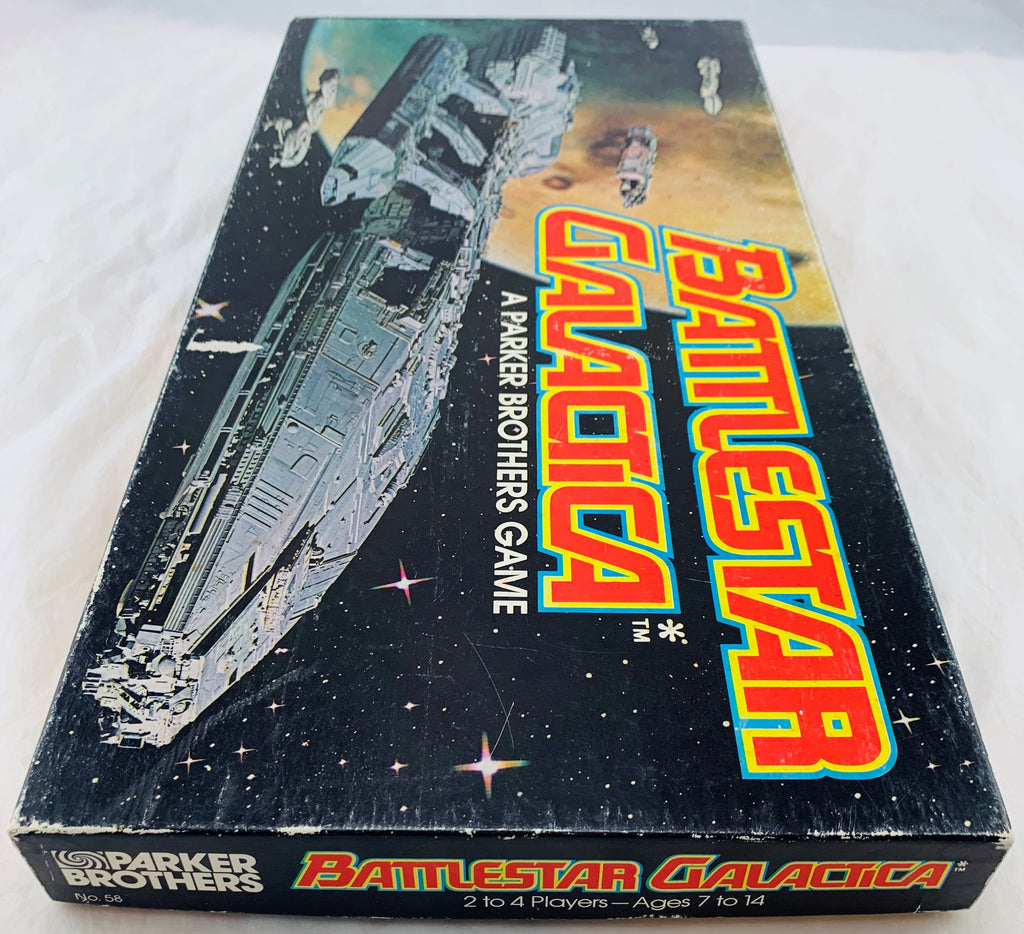 BATTLESTAR
GALACTICA
TM*
A PARKER BROTHERS GAME
PARKER
BROTHERS
No. 58
BATTLESTAR GALACTICA*
TM
2 to 4 Players—Ages 7 to 14